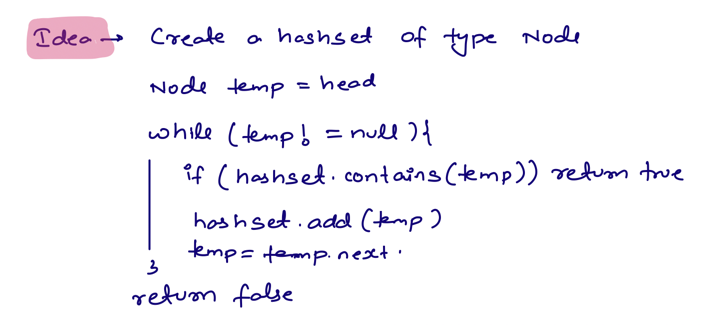 Idea → Create a hashset of type Node
Node temp = head
while (temp! = null){
if (hashset.contains(temp)) return true
hashset.add(temp)
temp = temp.next.
}
return false